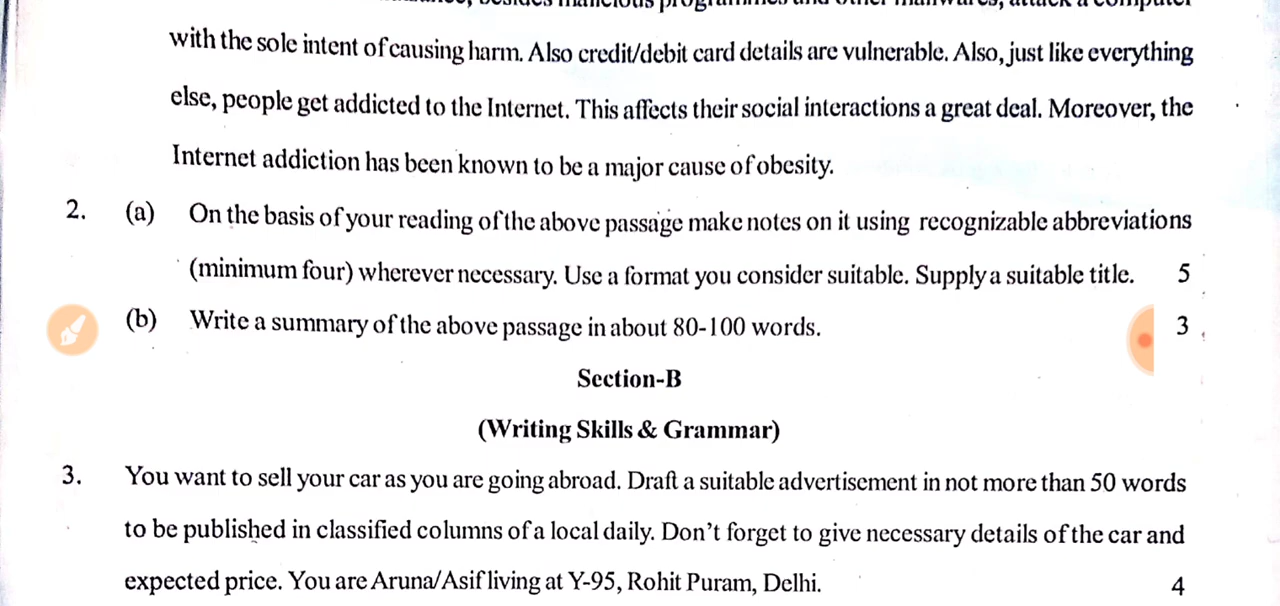 with the sole intent of causing harm. Also credit/debit card details are vulnerable. Also, just like everything
else, people get addicted to the Internet. This affects their social interactions a great deal. Moreover, the
Internet addiction has been known to be a major cause of obesity.
2. (a) On the basis of your reading of the above passage make notes on it using recognizable abbreviations
(minimum four) wherever necessary. Use a format you consider suitable. Supply a suitable title. 5
(b) Write a summary of the above passage in about 80-100 words. 3
Section-B
(Writing Skills & Grammar)
3. You want to sell your car as you are going abroad. Draft a suitable advertisement in not more than 50 words
to be published in classified columns of a local daily. Don't forget to give necessary details of the car and
expected price. You are Aruna/Asif living at Y-95, Rohit Puram, Delhi. 4